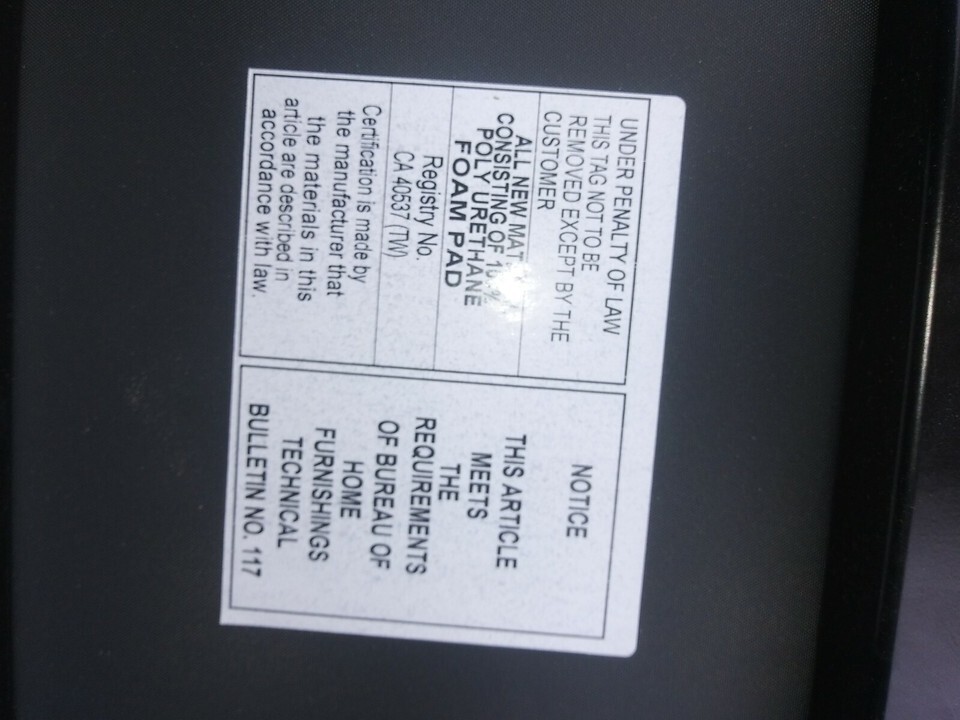 UNDER PENALTY OF LAW
THIS TAG NOT TO BE
REMOVED EXCEPT BY THE
CUSTOMER
ALL NEW
CONSISTING OF
POLY URETHANE
FOAM PAD
Registry No.
CA 40537 (TW)
Certification is made by
the manufacturer that
the materials in this
article are described in
accordance with law.
NOTICE
THIS ARTICLE
MEETS
THE
REQUIREMENTS
OF BUREAU OF
HOME
FURNISHINGS
TECHNICAL
BULLETIN NO. 117